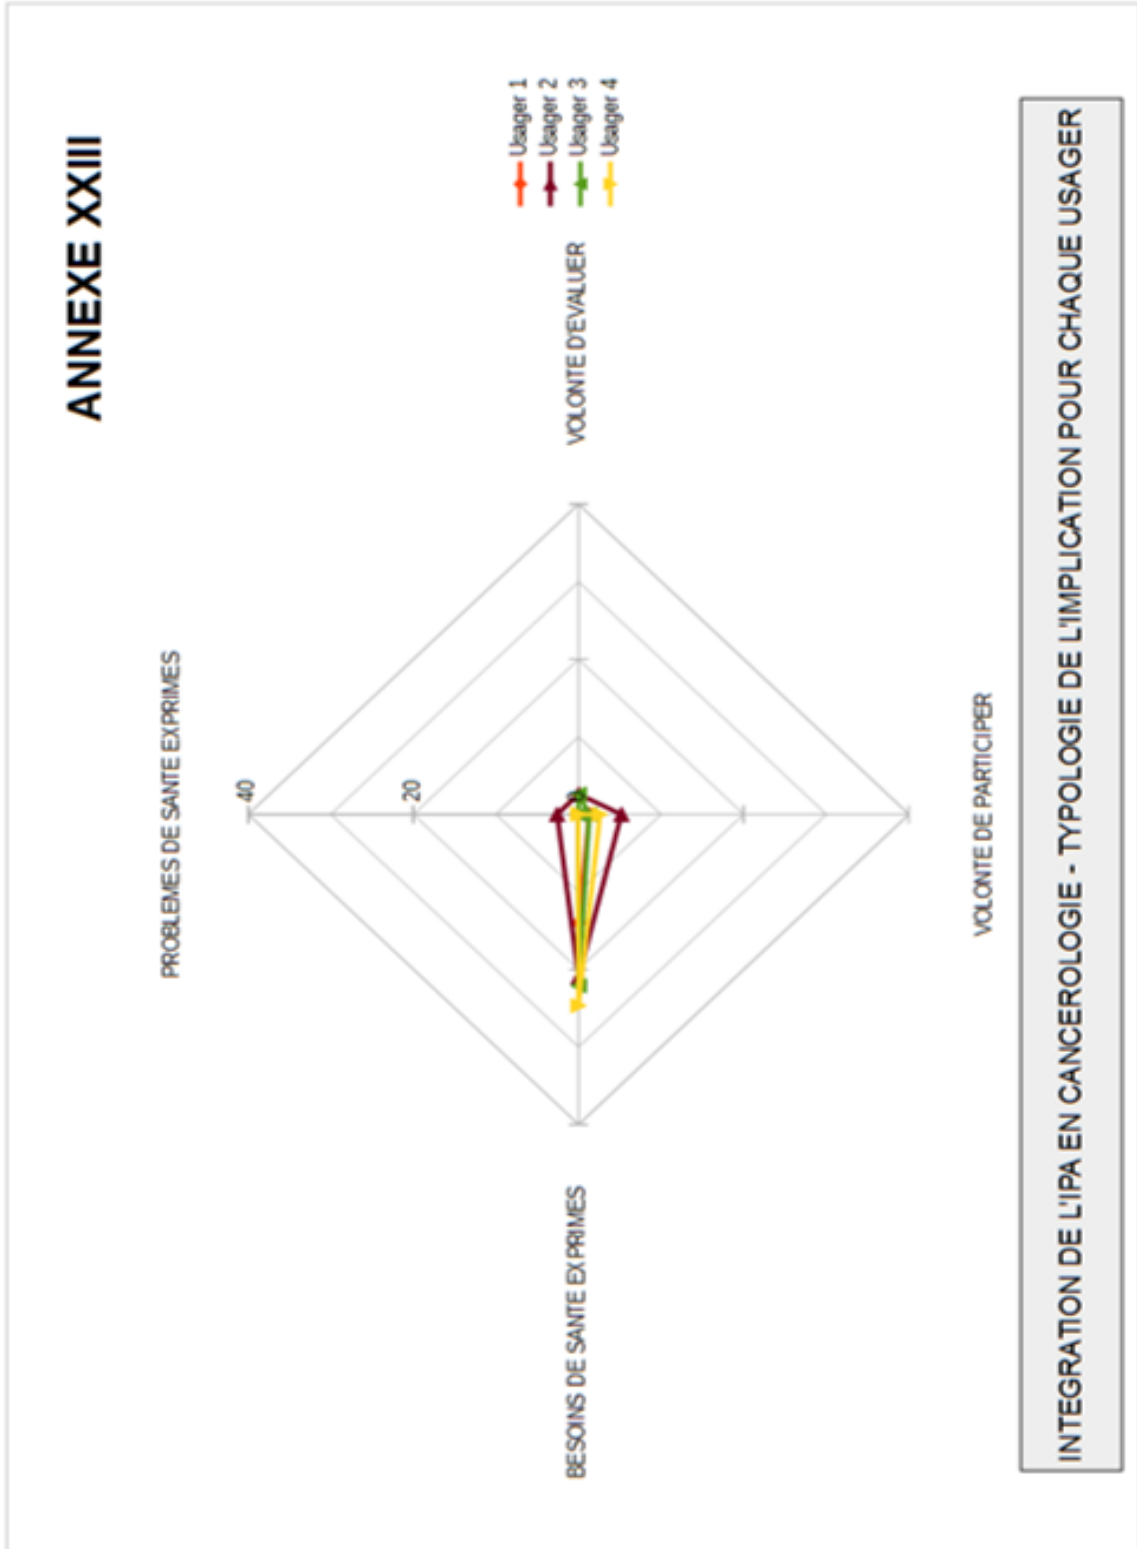 ANNEXE XXIII
PROBLEMES DE SANTE EXPRIMES
40
20
0
BESOINS DE SANTE EXPRIMES
VOLONTE D'EVALUER
Usager 1
Usager 2
Usager 3
Usager 4
VOLONTE DE PARTICIPER
INTEGRATION DE L'IPA EN CANCEROLOGIE - TYPOLOGIE DE L'IMPLICATION POUR CHAQUE USAGER